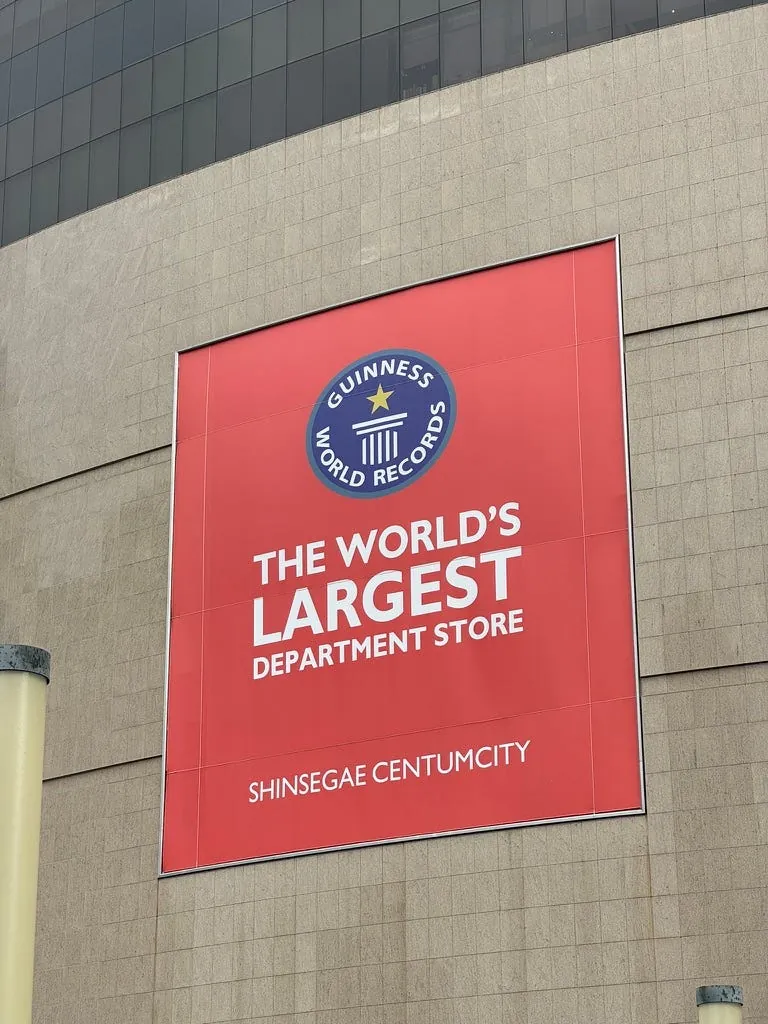 GUINNESS
WORLD RECORDS
THE WORLD'S
LARGEST
DEPARTMENT STORE
SHINSEGAE CENTUMCITY